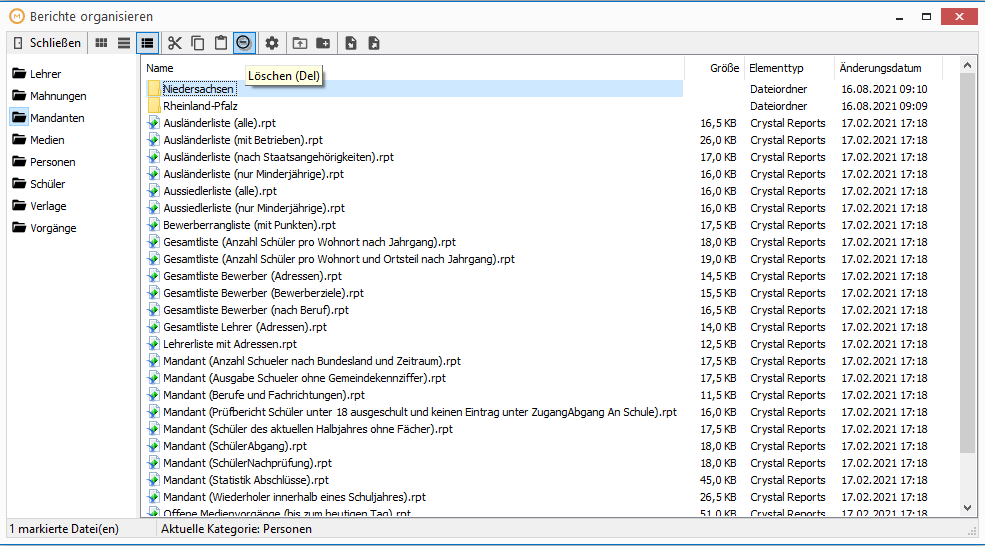 Berichte organisieren
Schließen
Löschen (Del)
Lehrer
Mahnungen
Mandanten
Medien
Personen
Schüler
Verlage
Vorgänge
Name Größe Elementtyp Änderungsdatum
Niedersachsen Dateiordner 16.08.2021 09:10
Rheinland-Pfalz Dateiordner 16.08.2021 09:09
Ausländerliste (alle).rpt 16,5 KB Crystal Reports 17.02.2021 17:18
Ausländerliste (mit Betrieben).rpt 26,0 KB Crystal Reports 17.02.2021 17:18
Ausländerliste (nach Staatsangehörigkeiten).rpt 17,0 KB Crystal Reports 17.02.2021 17:18
Ausländerliste (nur Minderjährige).rpt 16,0 KB Crystal Reports 17.02.2021 17:18
Aussiedlerliste (alle).rpt 16,0 KB Crystal Reports 17.02.2021 17:18
Aussiedlerliste (nur Minderjährige).rpt 16,0 KB Crystal Reports 17.02.2021 17:18
Bewerberrangliste (mit Punkten).rpt 17,5 KB Crystal Reports 17.02.2021 17:18
Gesamtliste (Anzahl Schüler pro Wohnort nach Jahrgang).rpt 18,0 KB Crystal Reports 17.02.2021 17:18
Gesamtliste (Anzahl Schüler pro Wohnort und Ortsteil nach Jahrgang).rpt 19,0 KB Crystal Reports 17.02.2021 17:18
Gesamtliste Bewerber (Adressen).rpt 14,5 KB Crystal Reports 17.02.2021 17:18
Gesamtliste Bewerber (Bewerberziele).rpt 15,5 KB Crystal Reports 17.02.2021 17:18
Gesamtliste Bewerber (nach Beruf).rpt 16,5 KB Crystal Reports 17.02.2021 17:18
Gesamtliste Lehrer (Adressen).rpt 14,0 KB Crystal Reports 17.02.2021 17:18
Lehrerliste mit Adressen.rpt 12,5 KB Crystal Reports 17.02.2021 17:18
Mandant (Anzahl Schueler nach Bundesland und Zeitraum).rpt 17,5 KB Crystal Reports 17.02.2021 17:18
Mandant (Ausgabe Schueler ohne Gemeindekennziffer).rpt 17,5 KB Crystal Reports 17.02.2021 17:18
Mandant (Berufe und Fachrichtungen).rpt 11,5 KB Crystal Reports 17.02.2021 17:18
Mandant (Prüfbericht Schüler unter 18 ausgeschult und keinen Eintrag unter ZugangAbgang An Schule).rpt 16,0 KB Crystal Reports 17.02.2021 17:18
Mandant (Schüler des aktuellen Halbjahres ohne Fächer).rpt 17,5 KB Crystal Reports 17.02.2021 17:18
Mandant (SchülerAbgang).rpt 18,0 KB Crystal Reports 17.02.2021 17:18
Mandant (SchülerNachprüfung).rpt 18,0 KB Crystal Reports 17.02.2021 17:18
Mandant (Statistik Abschlüsse).rpt 45,0 KB Crystal Reports 17.02.2021 17:18
Mandant (Wiederholer innerhalb eines Schuljahres).rpt 26,5 KB Crystal Reports 17.02.2021 17:18
Offene Medienvorgänge (bis zum heutigen Tag).rpt 51,0 KB Crystal Reports 17.02.2021 17:18
1 markierte Datei(en) Aktuelle Kategorie: Personen